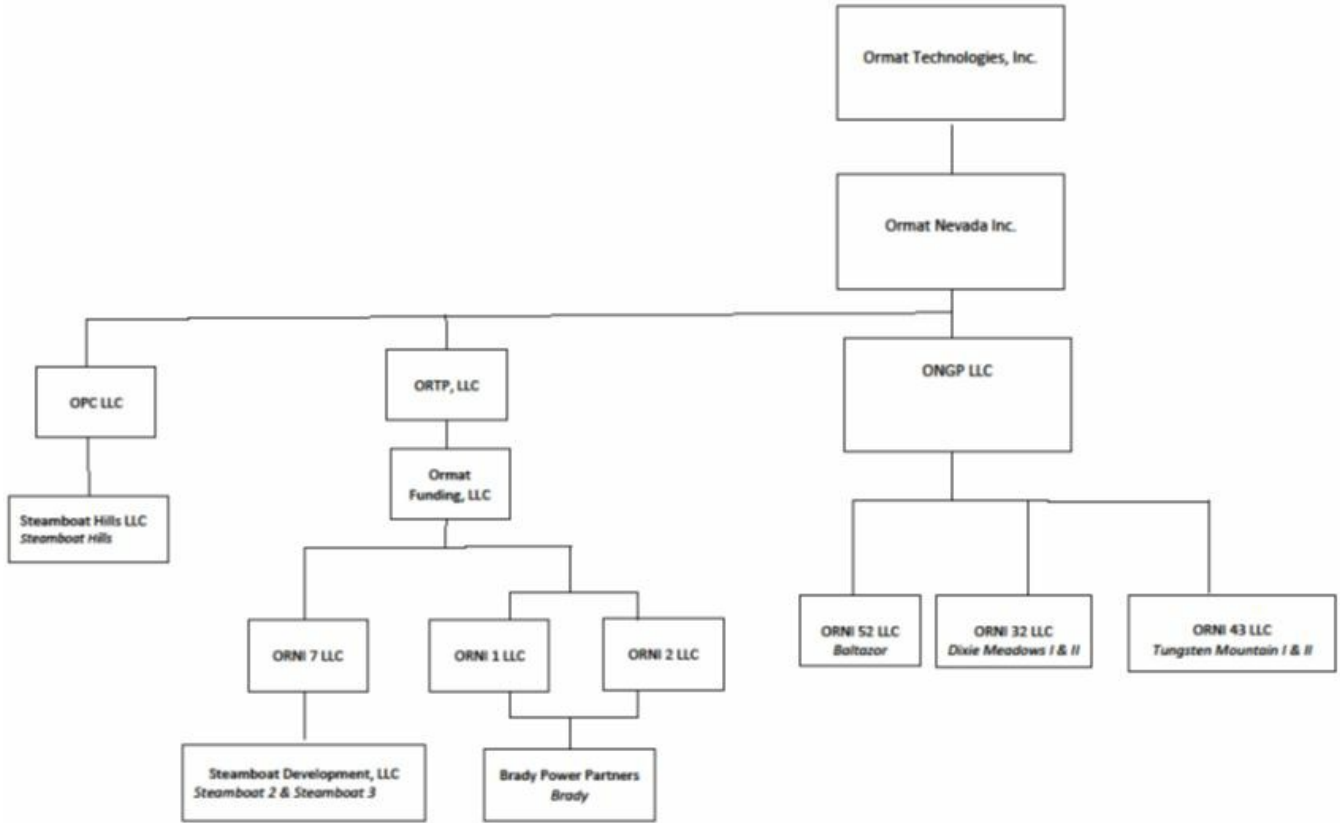 Ormat Technologies, Inc.
Ormat Nevada Inc.
OPC LLC
ORTP, LLC
ONGP LLC
Steamboat Hills LLC
Steamboat Hills
Ormat
Funding, LLC
ORNI 7 LLC
ORNI 1 LLC
ORNI 2 LLC
ORNI 52 LLC
Baltazor
ORNI 32 LLC
Dixie Meadows I & II
ORNI 43 LLC
Tungsten Mountain I & II
Steamboat Development, LLC
Steamboat 2 & Steamboat 3
Brady Power Partners
Brady